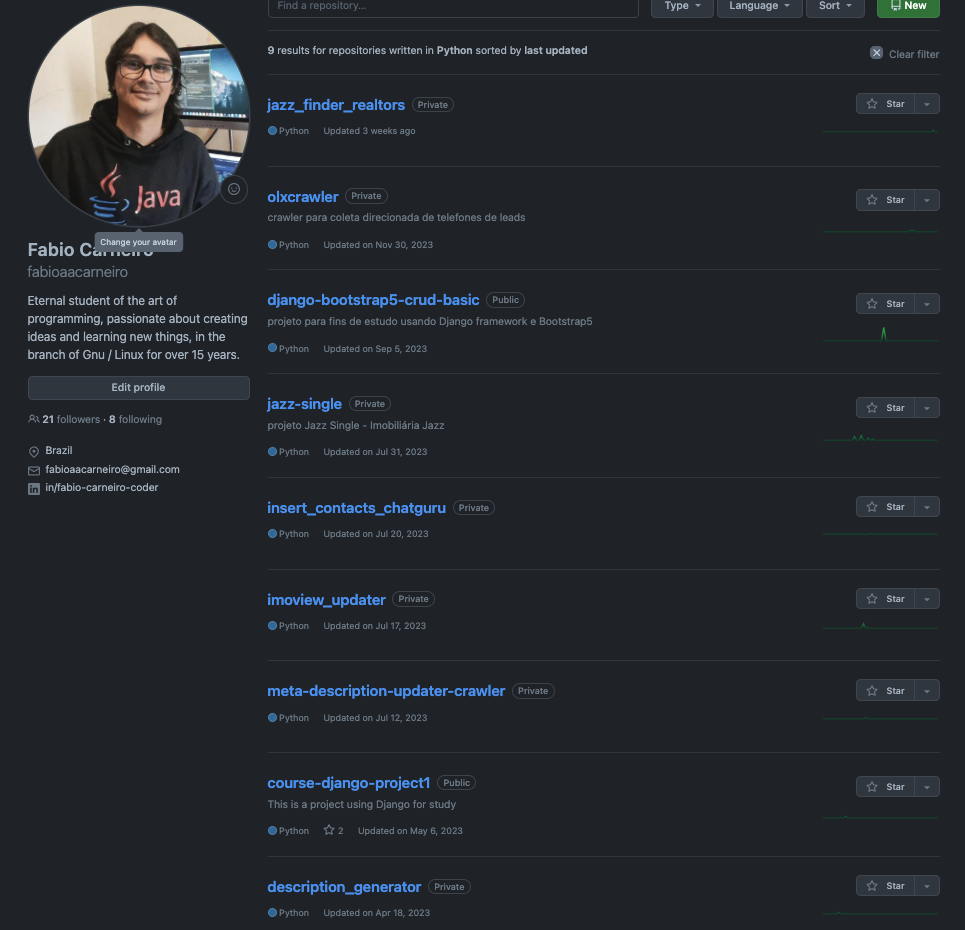 Find a repository...
Type
Language
Sort
New
9 results for repositories written in Python sorted by last updated
Clear filter
jazz_finder_realtors Private
Star
Python Updated 3 weeks ago
olxcrawler Private
Star
crawler para coleta direcionada de telefones de leads
Python Updated on Nov 30, 2023
django-bootstrap5-crud-basic Public
Star
projeto para fins de estudo usando Django framework e Bootstrap5
Python Updated on Sep 5, 2023
jazz-single Private
Star
projeto Jazz Single - Imobiliária Jazz
Python Updated on Jul 31, 2023
insert_contacts_chatguru Private
Star
Python Updated on Jul 20, 2023
imoview_updater Private
Star
Python Updated on Jul 17, 2023
meta-description-updater-crawler Private
Star
Python Updated on Jul 12, 2023
course-django-project1 Public
Star
This is a project using Django for study
Python 2 Updated on May 6, 2023
description_generator Private
Star
Python Updated on Apr 18, 2023
Java
Change your avatar
Fabio Carneiro
fabioaacarneiro
Eternal student of the art of
programming, passionate about creating
ideas and learning new things, in the
branch of Gnu / Linux for over 15 years.
Edit profile
21 followers · 8 following
Brazil
fabioaacarneiro@gmail.com
in/fabio-carneiro-coder